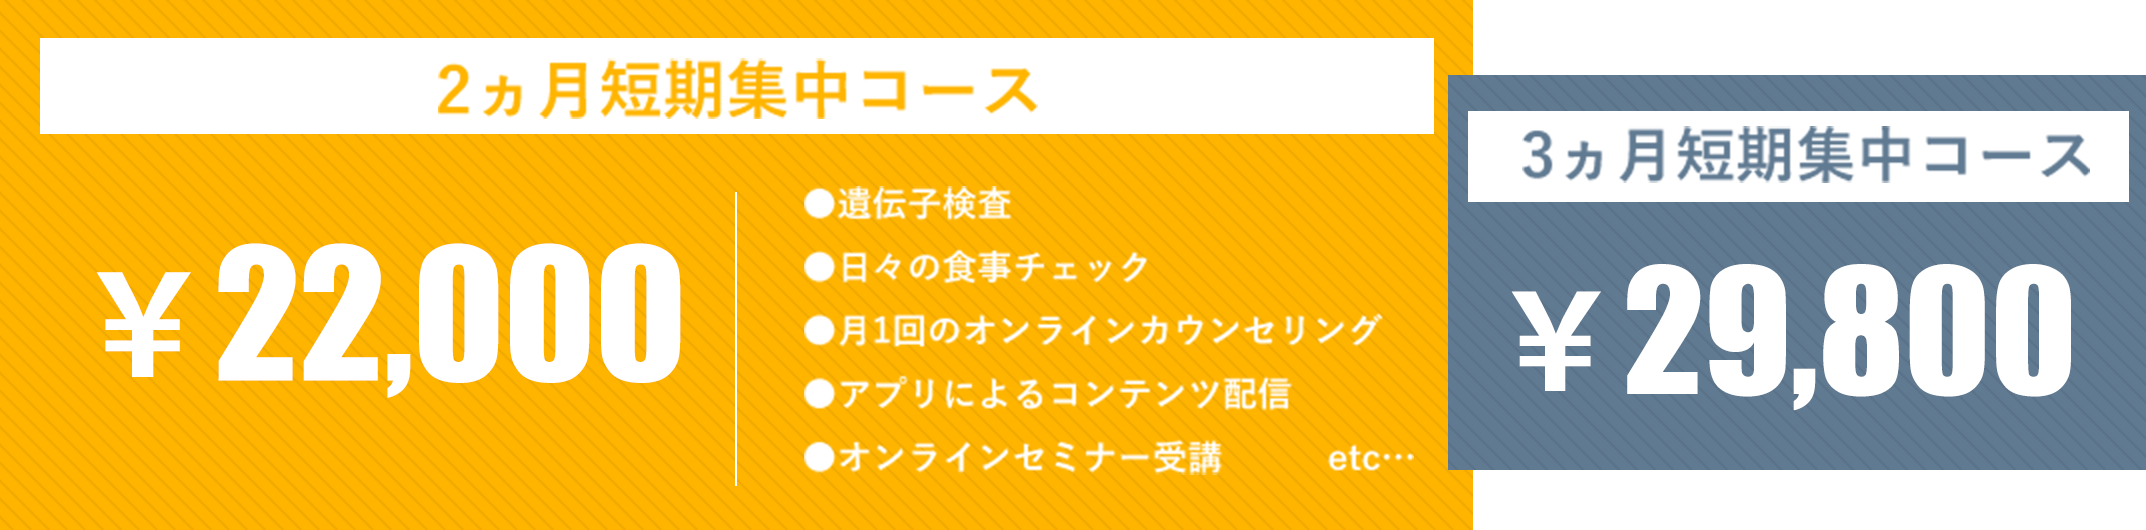 2ヵ月短期集中コース
¥22,000
●遺伝子検査
●日々の食事チェック
●月1回のオンラインカウンセリング
●アプリによるコンテンツ配信
●オンラインセミナー受講 etc…
3ヵ月短期集中コース
¥29,800